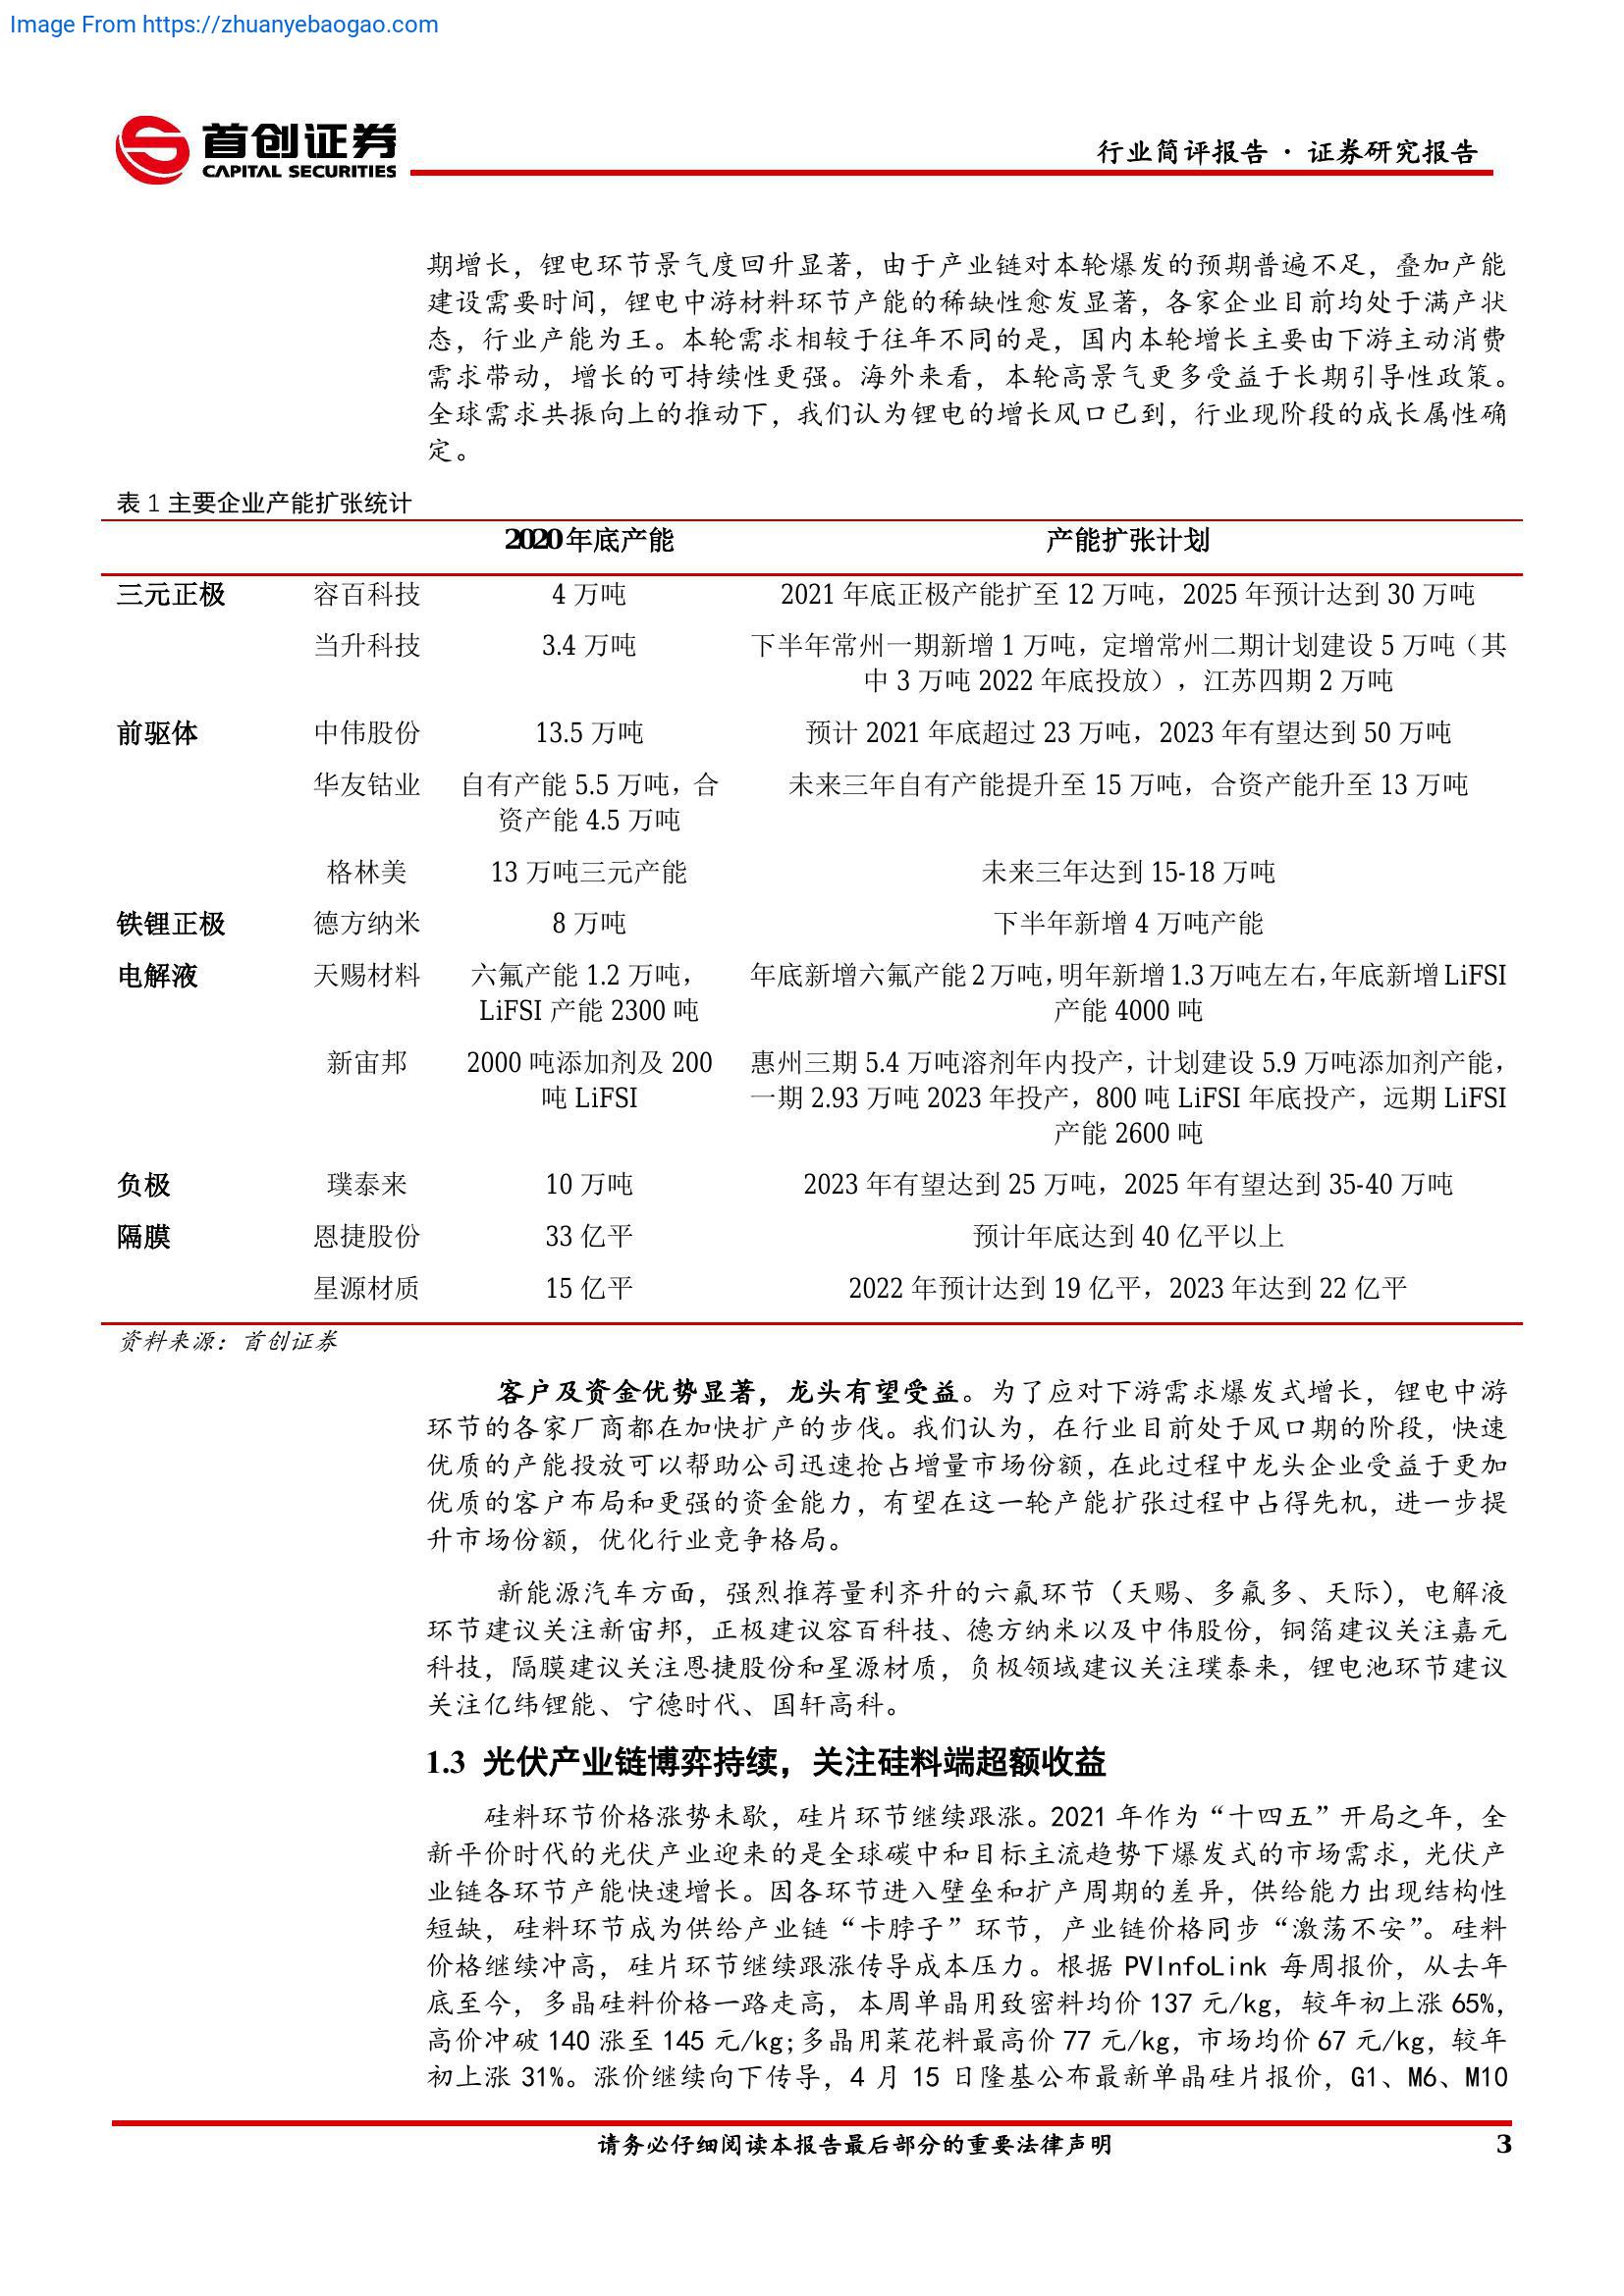 Image From https://zhuanyebaogao.com
首创证券
CAPITAL SECURITIES
行业简评报告 · 证券研究报告
期增长，锂电环节景气度回升显著，由于产业链对本轮爆发的预期普遍不足，叠加产能
建设需要时间，锂电中游材料环节产能的稀缺性愈发显著，各家企业目前均处于满产状
态，行业产能为王。本轮需求相较于往年不同的是，国内本轮增长主要由下游主动消费
需求带动，增长的可持续性更强。海外来看，本轮高景气更多受益于长期引导性政策。
全球需求共振向上的推动下，我们认为锂电的增长风口已到，行业现阶段的成长属性确
定。
表 1 主要企业产能扩张统计
2020 年底产能 产能扩张计划
三元正极 容百科技 4 万吨 2021 年底正极产能扩至 12 万吨，2025 年预计达到 30 万吨
当升科技 3.4 万吨 下半年常州一期新增 1 万吨，定增常州二期计划建设 5 万吨（其
中 3 万吨 2022 年底投放），江苏四期 2 万吨
前驱体 中伟股份 13.5 万吨 预计 2021 年底超过 23 万吨，2023 年有望达到 50 万吨
华友钴业 自有产能 5.5 万吨，合 未来三年自有产能提升至 15 万吨，合资产能升至 13 万吨
资产能 4.5 万吨
格林美 13 万吨三元产能 未来三年达到 15-18 万吨
铁锂正极 德方纳米 8 万吨 下半年新增 4 万吨产能
电解液 天赐材料 六氟产能 1.2 万吨， 年底新增六氟产能 2 万吨，明年新增 1.3 万吨左右，年底新增 LiFSI
LiFSI 产能 2300 吨 产能 4000 吨
新宙邦 2000 吨添加剂及 200 惠州三期 5.4 万吨溶剂年内投产，计划建设 5.9 万吨添加剂产能，
吨 LiFSI 一期 2.93 万吨 2023 年投产，800 吨 LiFSI 年底投产，远期 LiFSI
产能 2600 吨
负极 璞泰来 10 万吨 2023 年有望达到 25 万吨，2025 年有望达到 35-40 万吨
隔膜 恩捷股份 33 亿平 预计年底达到 40 亿平以上
星源材质 15 亿平 2022 年预计达到 19 亿平，2023 年达到 22 亿平
资料来源：首创证券
客户及资金优势显著，龙头有望受益。为了应对下游需求爆发式增长，锂电中游
环节的各家厂商都在加快扩产的步伐。我们认为，在行业目前处于风口期的阶段，快速
优质的产能投放可以帮助公司迅速抢占增量市场份额，在此过程中龙头企业受益于更加
优质的客户布局和更强的资金能力，有望在这一轮产能扩张过程中占得先机，进一步提
升市场份额，优化行业竞争格局。
新能源汽车方面，强烈推荐量利齐升的六氟环节（天赐、多氟多、天际），电解液
环节建议关注新宙邦，正极建议容百科技、德方纳米以及中伟股份，铜箔建议关注嘉元
科技，隔膜建议关注恩捷股份和星源材质，负极领域建议关注璞泰来，锂电池环节建议
关注亿纬锂能、宁德时代、国轩高科。
1.3 光伏产业链博弈持续，关注硅料端超额收益
硅料环节价格涨势未歇，硅片环节继续跟涨。2021 年作为“十四五”开局之年，全
新平价时代的光伏产业迎来的是全球碳中和目标主流趋势下爆发式的市场需求，光伏产
业链各环节产能快速增长。因各环节进入壁垒和扩产周期的差异，供给能力出现结构性
短缺，硅料环节成为供给产业链“卡脖子”环节，产业链价格同步“激荡不安”。硅料
价格继续冲高，硅片环节继续跟涨传导成本压力。根据 PVInfoLink 每周报价，从去年
底至今，多晶硅料价格一路走高，本周单晶用致密料均价 137 元/kg，较年初上涨 65%，
高价冲破 140 涨至 145 元/kg;多晶用菜花料最高价 77 元/kg，市场均价 67 元/kg，较年
初上涨 31%。涨价继续向下传导，4 月 15 日隆基公布最新单晶硅片报价，G1、M6、M10
请务必仔细阅读本报告最后部分的重要法律声明
3